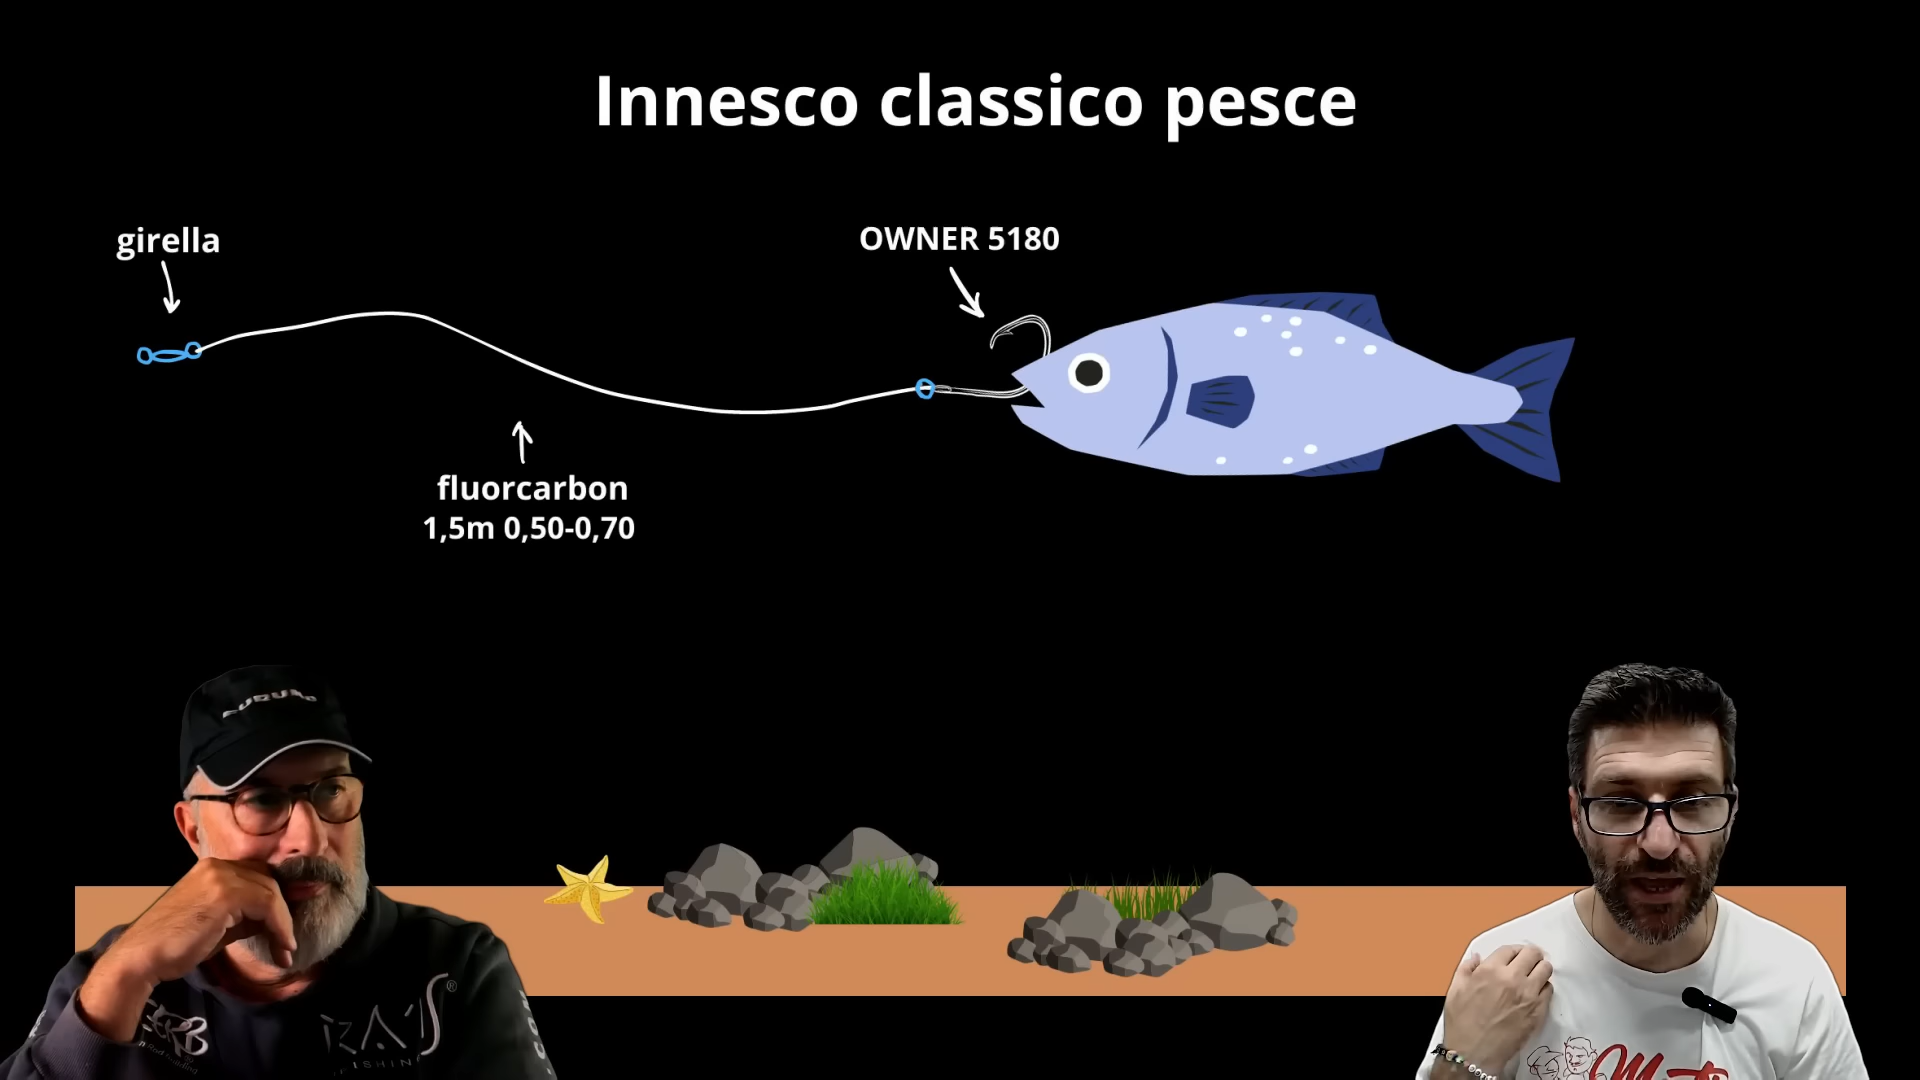 Innesco classico pesce
girella
OWNER 5180
fluorcarbon
1,5m 0,50-0,70